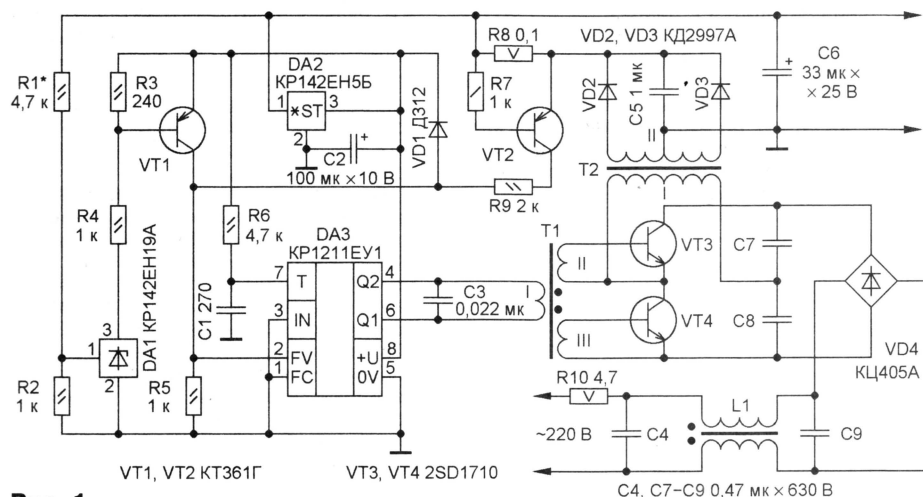 R1*
4,7 к
R2
1 к
R3
240
VT1
R4
1 к
DA1 КР142ЕН19А
3
1
2
R5
1 к
R6
4,7 к
C1 270
DA2
КР142ЕН5Б
1
*ST
3
2
C2
+
100 мк × 10 В
VD1 Д312
R7
1 к
R8 0,1
VT2
R9 2 к
DA3
КР1211ЕУ1
7
T
Q2
4
3
IN
Q1
6
2
FV
+U
8
1
FC
0V
5
C3
0,022 мк
T1
I
II
III
VD2, VD3 КД2997А
VD2
C5 1 мк
VD3
II
T2
I
C6
+
33 мк ×
× 25 В
VT3
VT4
C7
C8
VD4
КЦ405А
R10 4,7
~220 В
C4
L1
C9
VT1, VT2 КТ361Г
VT3, VT4 2SD1710
C4, C7–C9 0,47 мк × 630 В